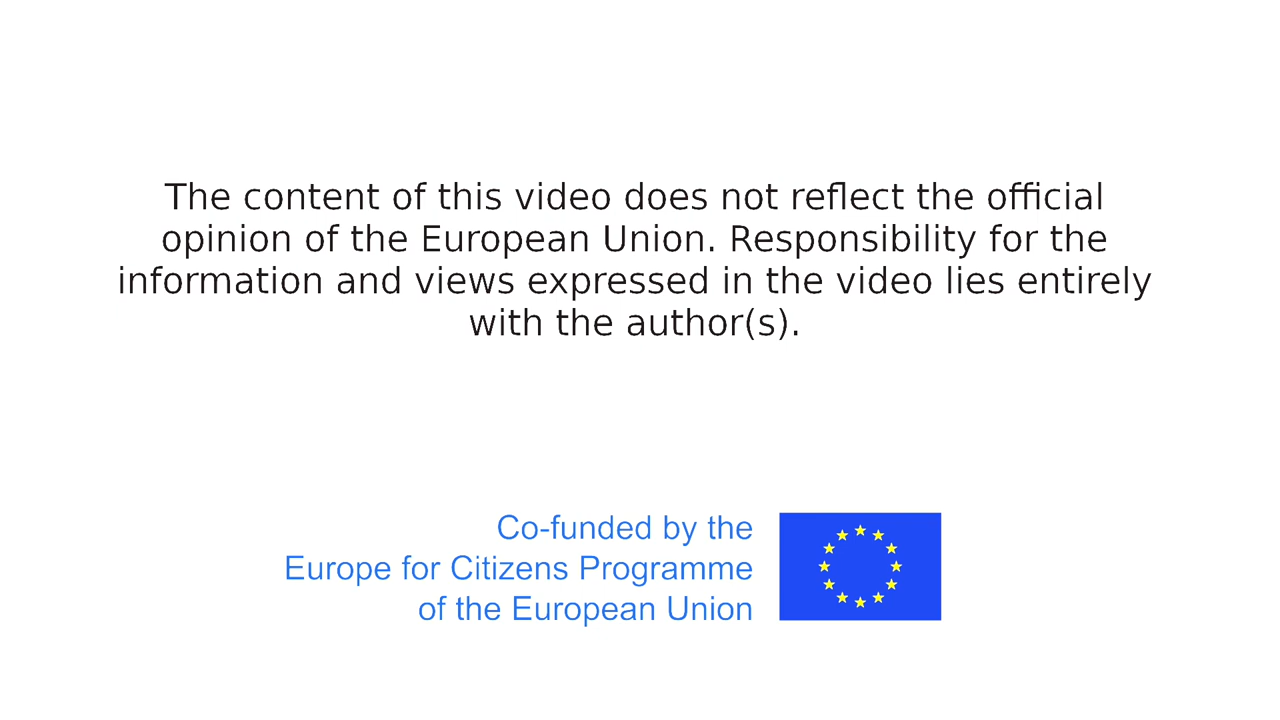 The content of this video does not reflect the official
opinion of the European Union. Responsibility for the
information and views expressed in the video lies entirely
with the author(s).
Co-funded by the
Europe for Citizens Programme
of the European Union